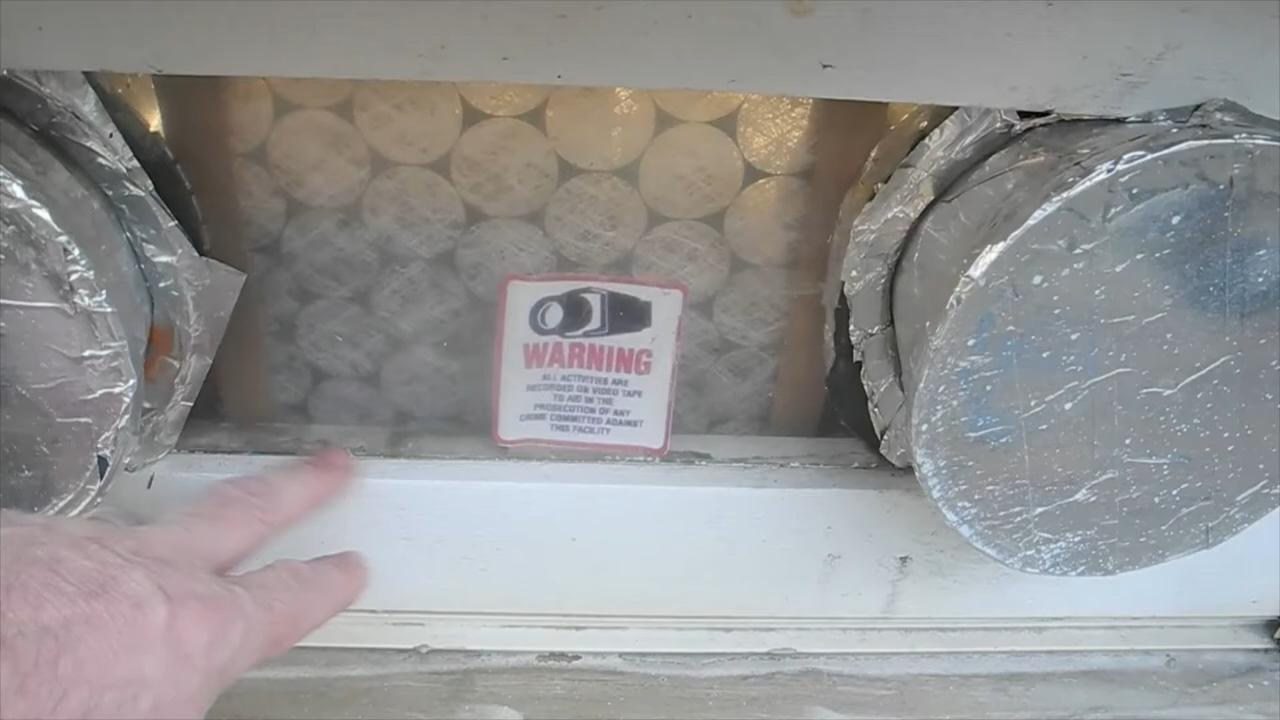 WARNING
ALL ACTIVITIES ARE
RECORDED ON VIDEO TAPE
TO AID IN THE
PROSECUTION OF ANY
CRIME COMMITTED AGAINST
THIS FACILITY